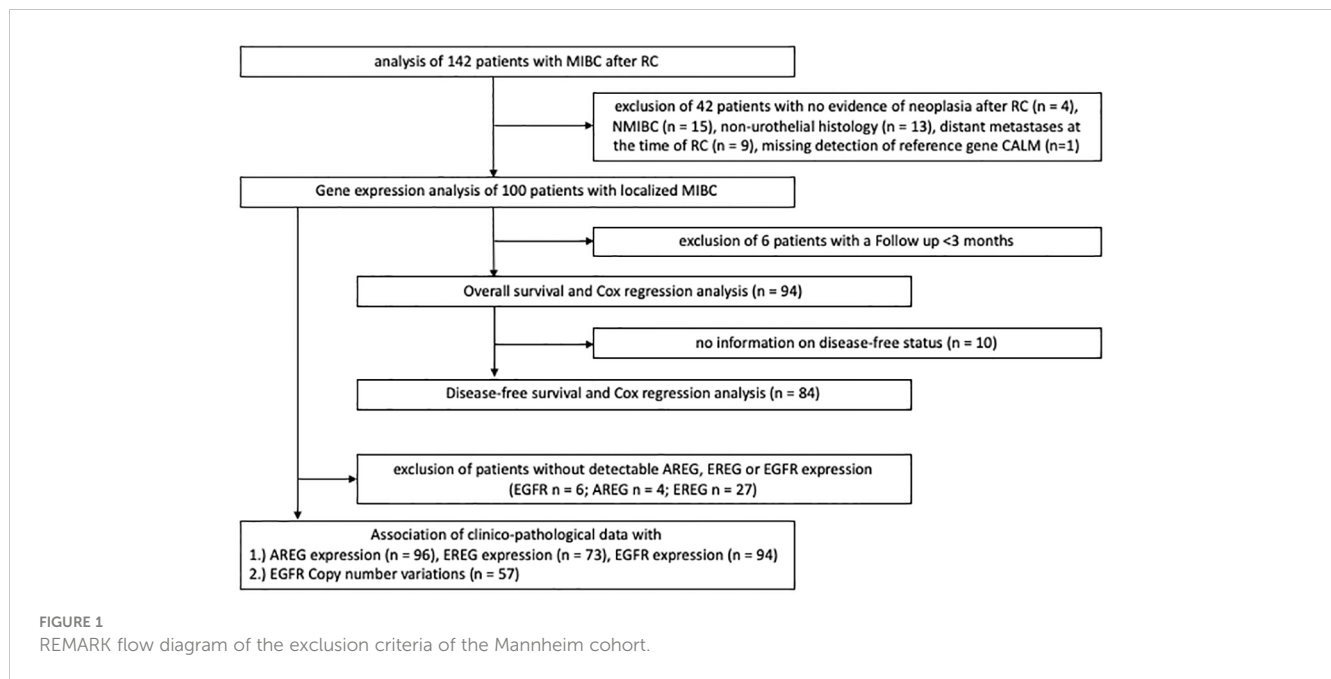 analysis of 142 patients with MIBC after RC
exclusion of 42 patients with no evidence of neoplasia after RC (n = 4),
NMIBC (n = 15), non-urothelial histology (n = 13), distant metastases at
the time of RC (n = 9), missing detection of reference gene CALM (n=1)
Gene expression analysis of 100 patients with localized MIBC
exclusion of 6 patients with a Follow up <3 months
Overall survival and Cox regression analysis (n = 94)
no information on disease-free status (n = 10)
Disease-free survival and Cox regression analysis (n = 84)
exclusion of patients without detectable AREG, EREG or EGFR expression
(EGFR n = 6; AREG n = 4; EREG n = 27)
Association of clinico-pathological data with
1.) AREG expression (n = 96), EREG expression (n = 73), EGFR expression (n = 94)
2.) EGFR Copy number variations (n = 57)
FIGURE 1
REMARK flow diagram of the exclusion criteria of the Mannheim cohort.